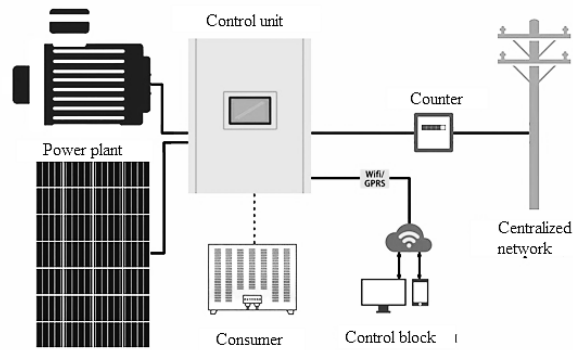 Control unit
Counter
Power plant
Wifi/
GPRS
Centralized
network
Consumer
Control block